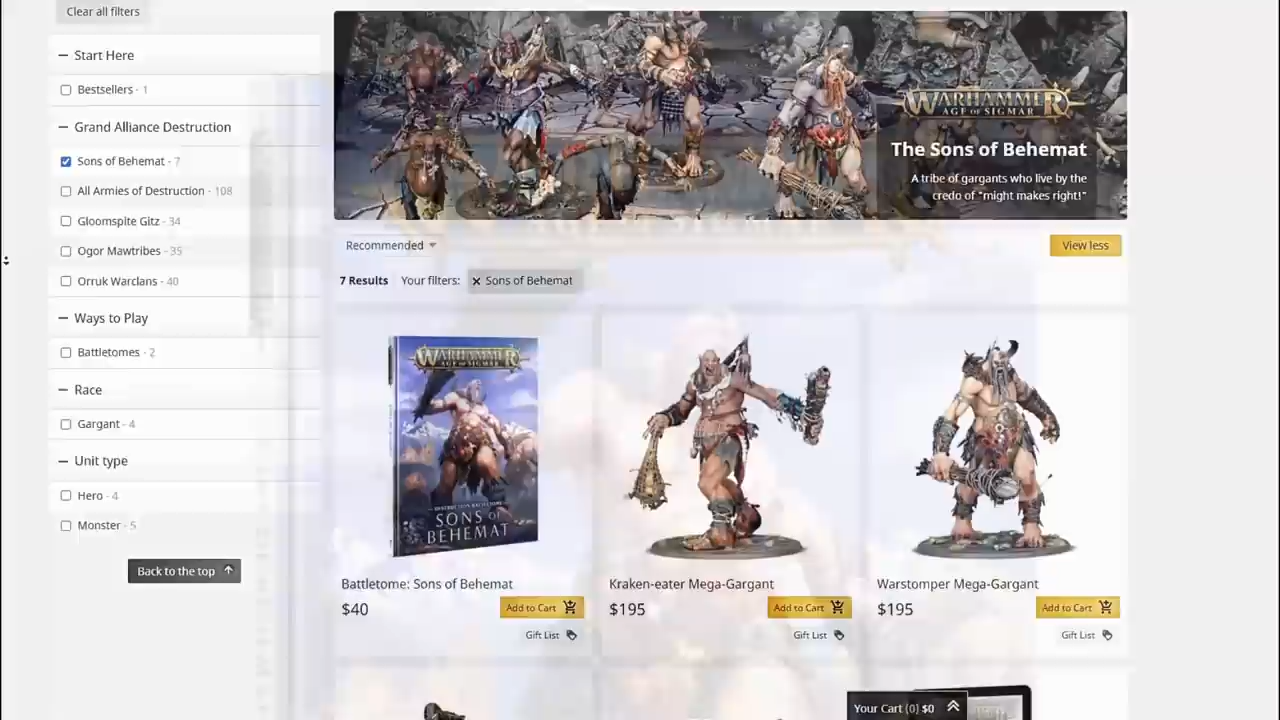 Clear all filters
Start Here
Bestsellers · 1
Grand Alliance Destruction
Sons of Behemat · 7
All Armies of Destruction · 108
Gloomspite Gitz · 34
Ogor Mawtribes · 35
Orruk Warclans · 40
Ways to Play
Battletomes · 2
Race
Gargant · 4
Unit type
Hero · 4
Monster · 5
Back to the top
WARHAMMER
AGE OF SIGMAR
The Sons of Behemat
A tribe of gargants who live by the
credo of "might makes right!"
Recommended
View less
7 Results Your filters: × Sons of Behemat
WARHAMMER
AGE OF SIGMAR
SONS OF
BEHEMAT
Battletome: Sons of Behemat
$40
Add to Cart
Gift List
Kraken-eater Mega-Gargant
$195
Add to Cart
Gift List
Warstomper Mega-Gargant
$195
Add to Cart
Gift List
Your Cart (0) $0